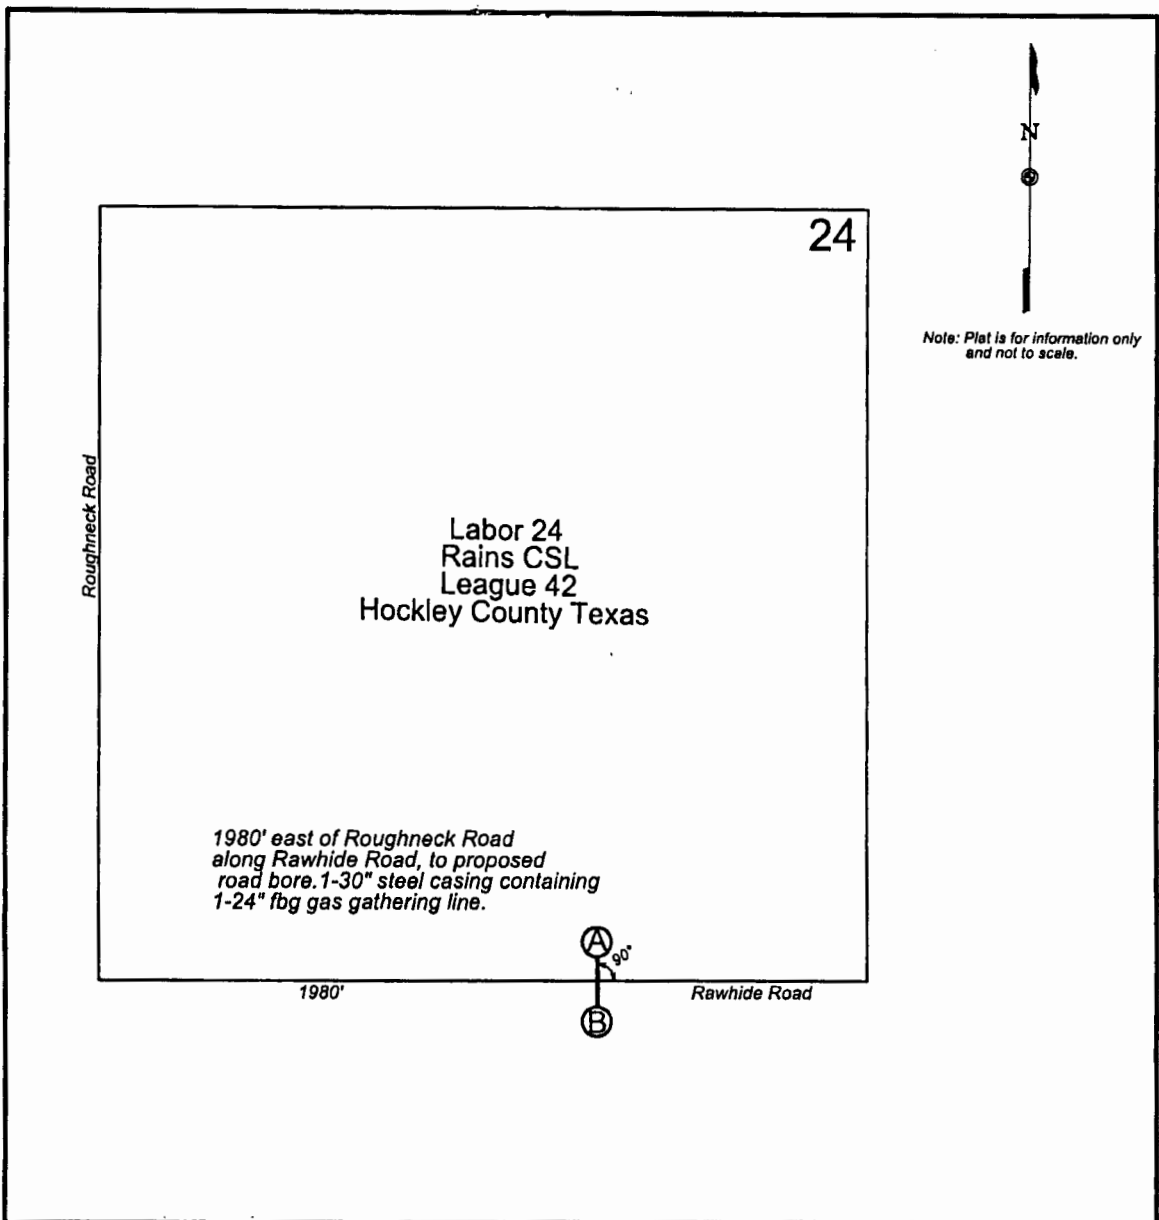 N
24
Note: Plat is for information only
and not to scale.
Roughneck Road
Labor 24
Rains CSL
League 42
Hockley County Texas
1980' east of Roughneck Road
along Rawhide Road, to proposed
road bore. 1-30" steel casing containing
1-24" fbg gas gathering line.
A
90°
1980'
Rawhide Road
B